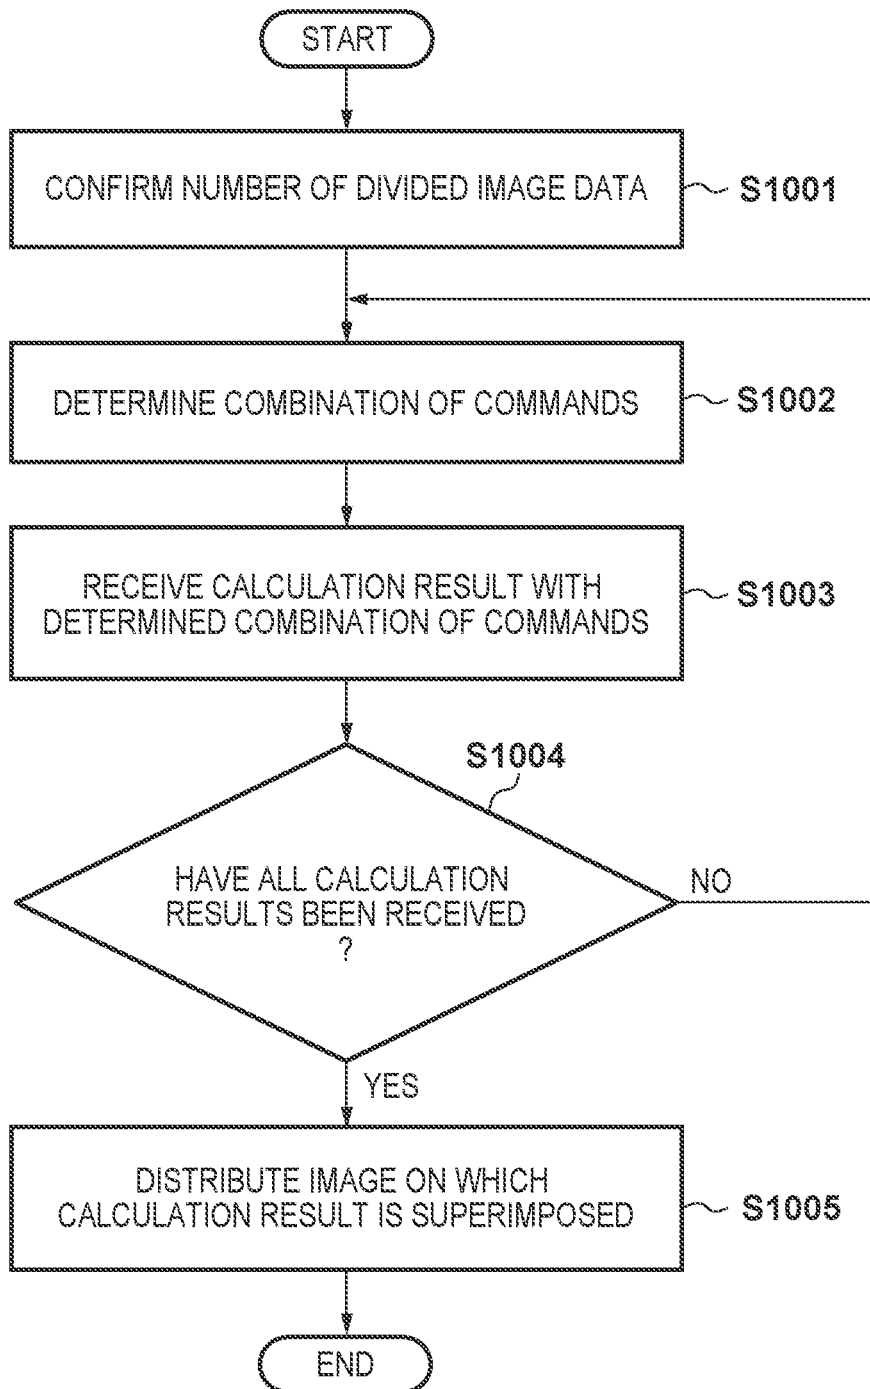 START
CONFIRM NUMBER OF DIVIDED IMAGE DATA
S1001
DETERMINE COMBINATION OF COMMANDS
S1002
RECEIVE CALCULATION RESULT WITH
DETERMINED COMBINATION OF COMMANDS
S1003
S1004
HAVE ALL CALCULATION
RESULTS BEEN RECEIVED
?
NO
YES
DISTRIBUTE IMAGE ON WHICH
CALCULATION RESULT IS SUPERIMPOSED
S1005
END